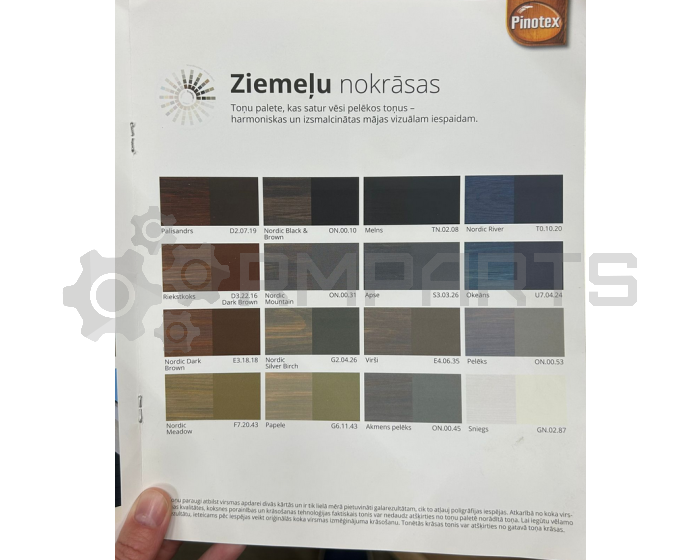 Pinotex
Ziemeļu nokrāsas
Toņu palete, kas satur vēsi pelēkos toņus –
harmoniskas un izsmalcinātas mājas vizuālam iespaidam.
Palisandrs D2.07.19
Nordic Black & Brown ON.00.10
Melns TN.02.08
Nordic River T0.10.20
Riekstkoks D3.22.16
Dark Brown
Nordic Mountain ON.00.31
Apse S3.03.26
Okeāns U7.04.24
Nordic Dark Brown E3.18.18
Nordic Silver Birch G2.04.26
Virši E4.06.35
Pelēks ON.00.53
Nordic Meadow F7.20.43
Papele G6.11.43
Akmens pelēks ON.00.45
Sniegs GN.02.87
paraugi atbilst virsmas apdarei divās kārtās un ir tik lielā mērā pietuvināti galarezultātam, cik to atļauj poligrāfijas iespējas. Atkarībā no koka virs-
kvalitātes, koksnes porainības un krāsošanas tehnoloģijas faktiskais tonis var nedaudz atšķirties no toņu paletē norādītā toņa. Lai iegūtu vēlamo
ieteicams pēc iespējas veikt oriģinālās koka virsmas izmēģinājuma krāsošanu. Tonētās krāsas tonis var atšķirties no gatavā toņa krāsas.
OMPARTS